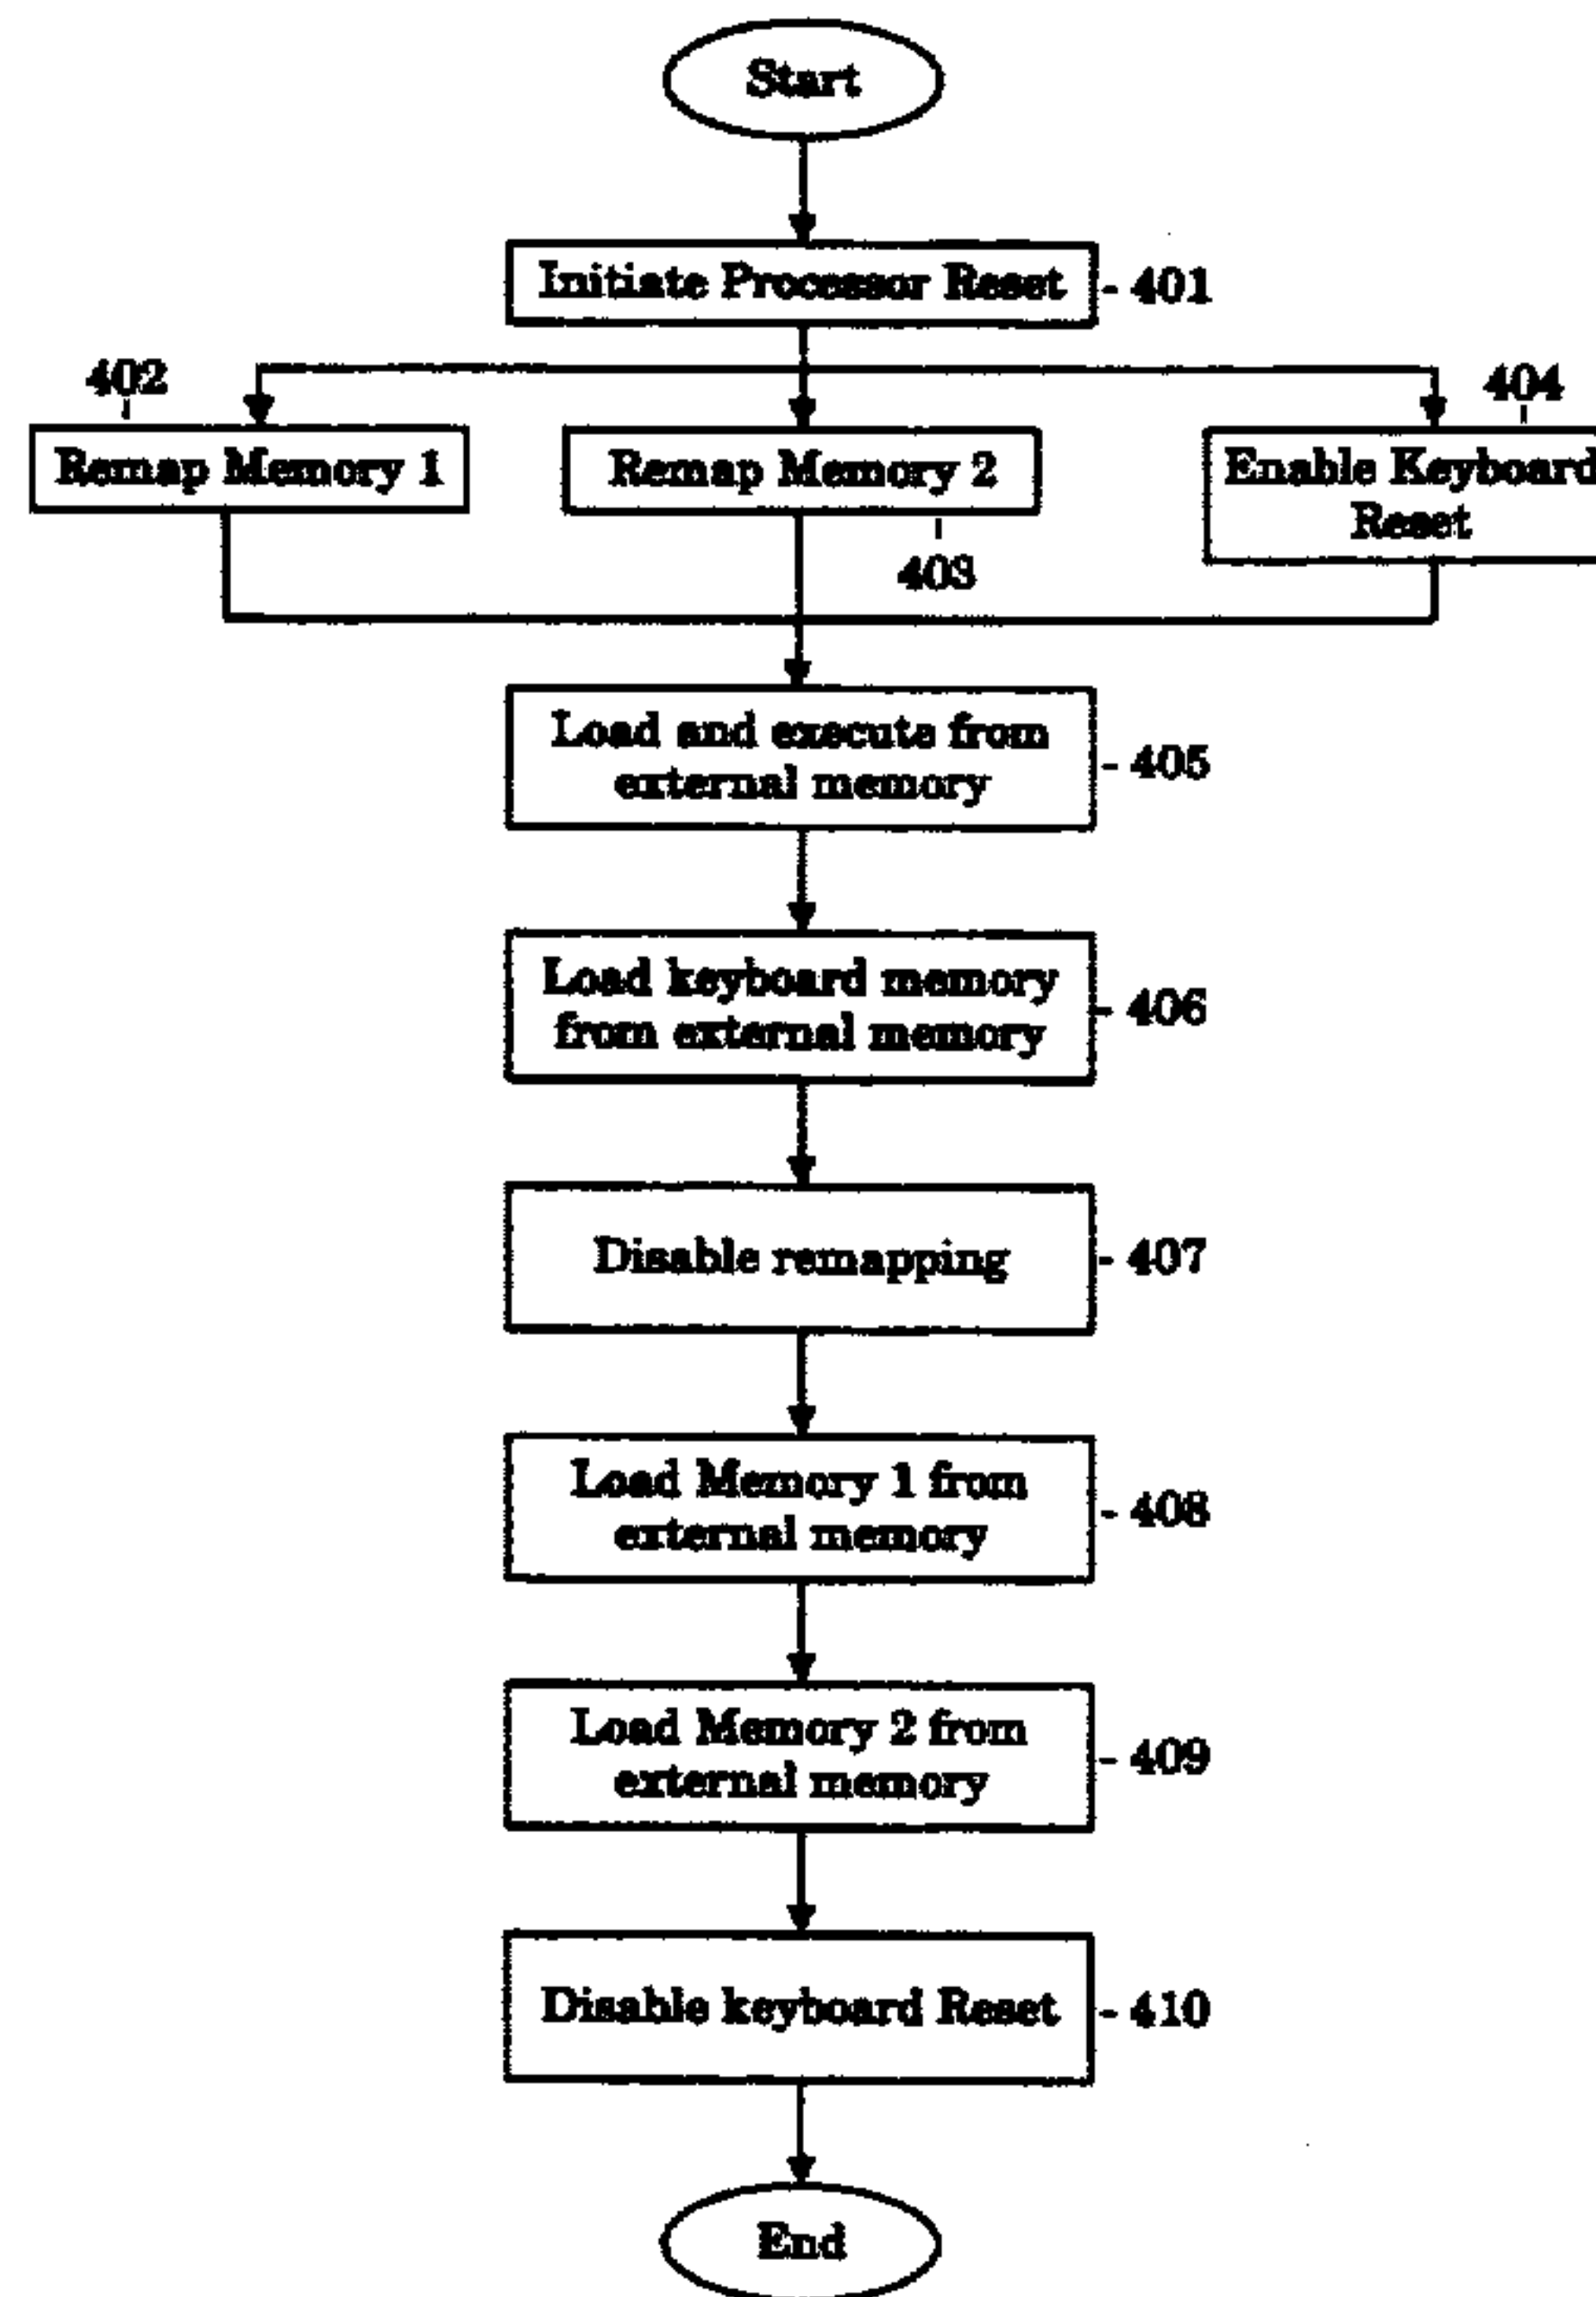 Start
Initiate Processor Reset - 401
402
404
Remap Memory 1
Remap Memory 2
Enable Keyboard
Reset
403
Load and execute from
external memory
- 405
Load keyboard memory
from external memory
- 406
Disable remapping - 407
Load Memory 1 from
external memory
- 408
Load Memory 2 from
external memory
- 409
Disable keyboard Reset - 410
End